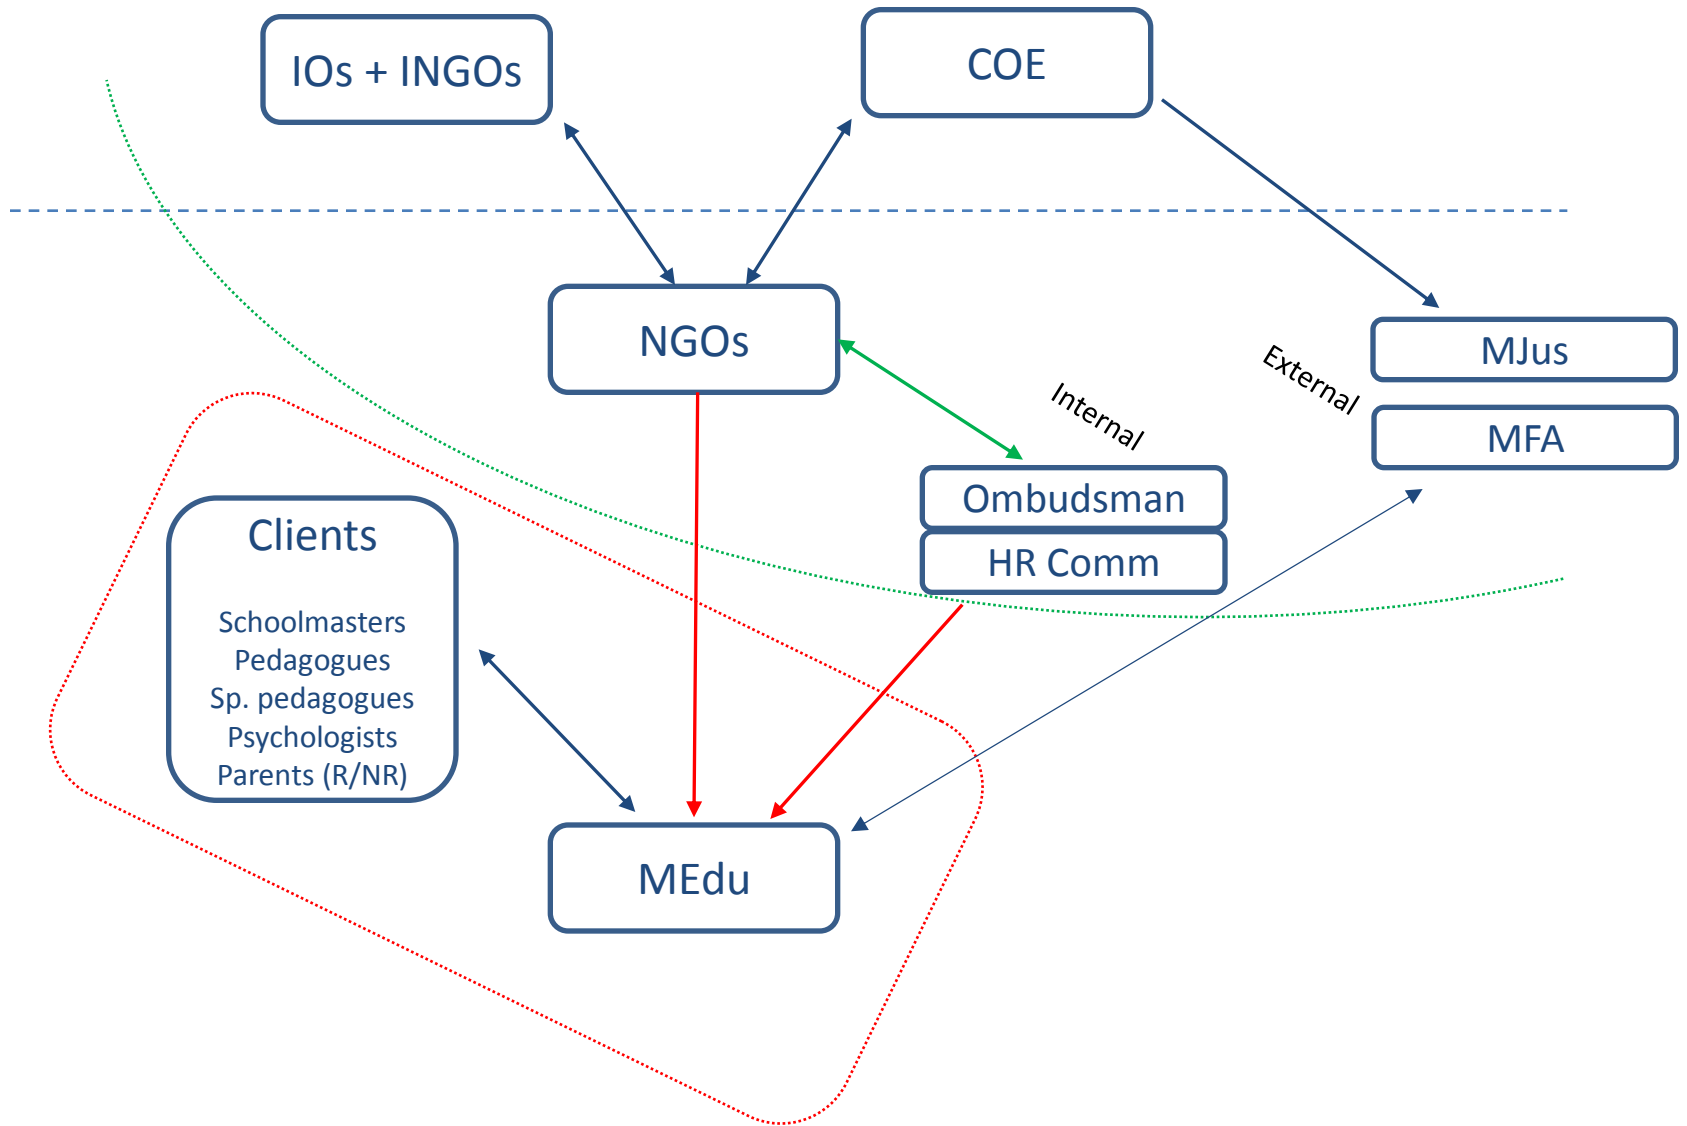 IOs + INGOs
COE
NGOs
Internal
External
MJus
MFA
Ombudsman
HR Comm
Clients
Schoolmasters
Pedagogues
Sp. pedagogues
Psychologists
Parents (R/NR)
MEdu